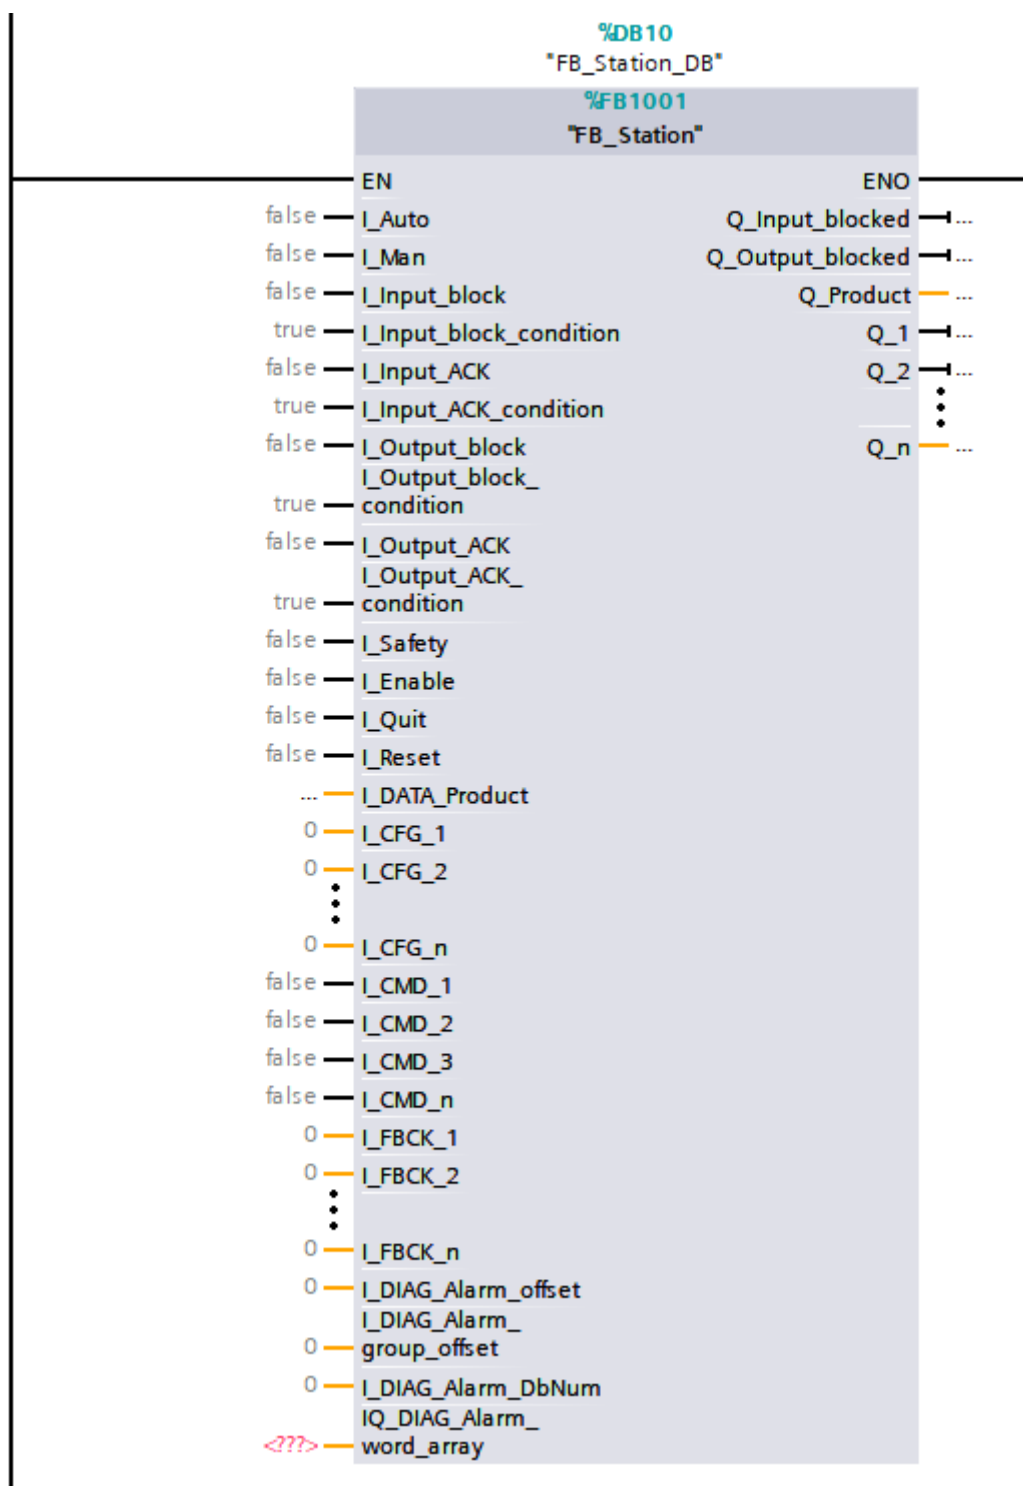 %DB10
"FB_Station_DB"
%FB1001
"FB_Station"
EN ENO
false I_Auto Q_Input_blocked ...
false I_Man Q_Output_blocked ...
false I_Input_block Q_Product ...
true I_Input_block_condition Q_1 ...
false I_Input_ACK Q_2 ...
true I_Input_ACK_condition
false I_Output_block Q_n ...
I_Output_block_
true condition
false I_Output_ACK
I_Output_ACK_
true condition
false I_Safety
false I_Enable
false I_Quit
false I_Reset
... I_DATA_Product
0 I_CFG_1
0 I_CFG_2
0 I_CFG_n
false I_CMD_1
false I_CMD_2
false I_CMD_3
false I_CMD_n
0 I_FBCK_1
0 I_FBCK_2
0 I_FBCK_n
0 I_DIAG_Alarm_offset
I_DIAG_Alarm_
0 group_offset
0 I_DIAG_Alarm_DbNum
IQ_DIAG_Alarm_
<???> word_array